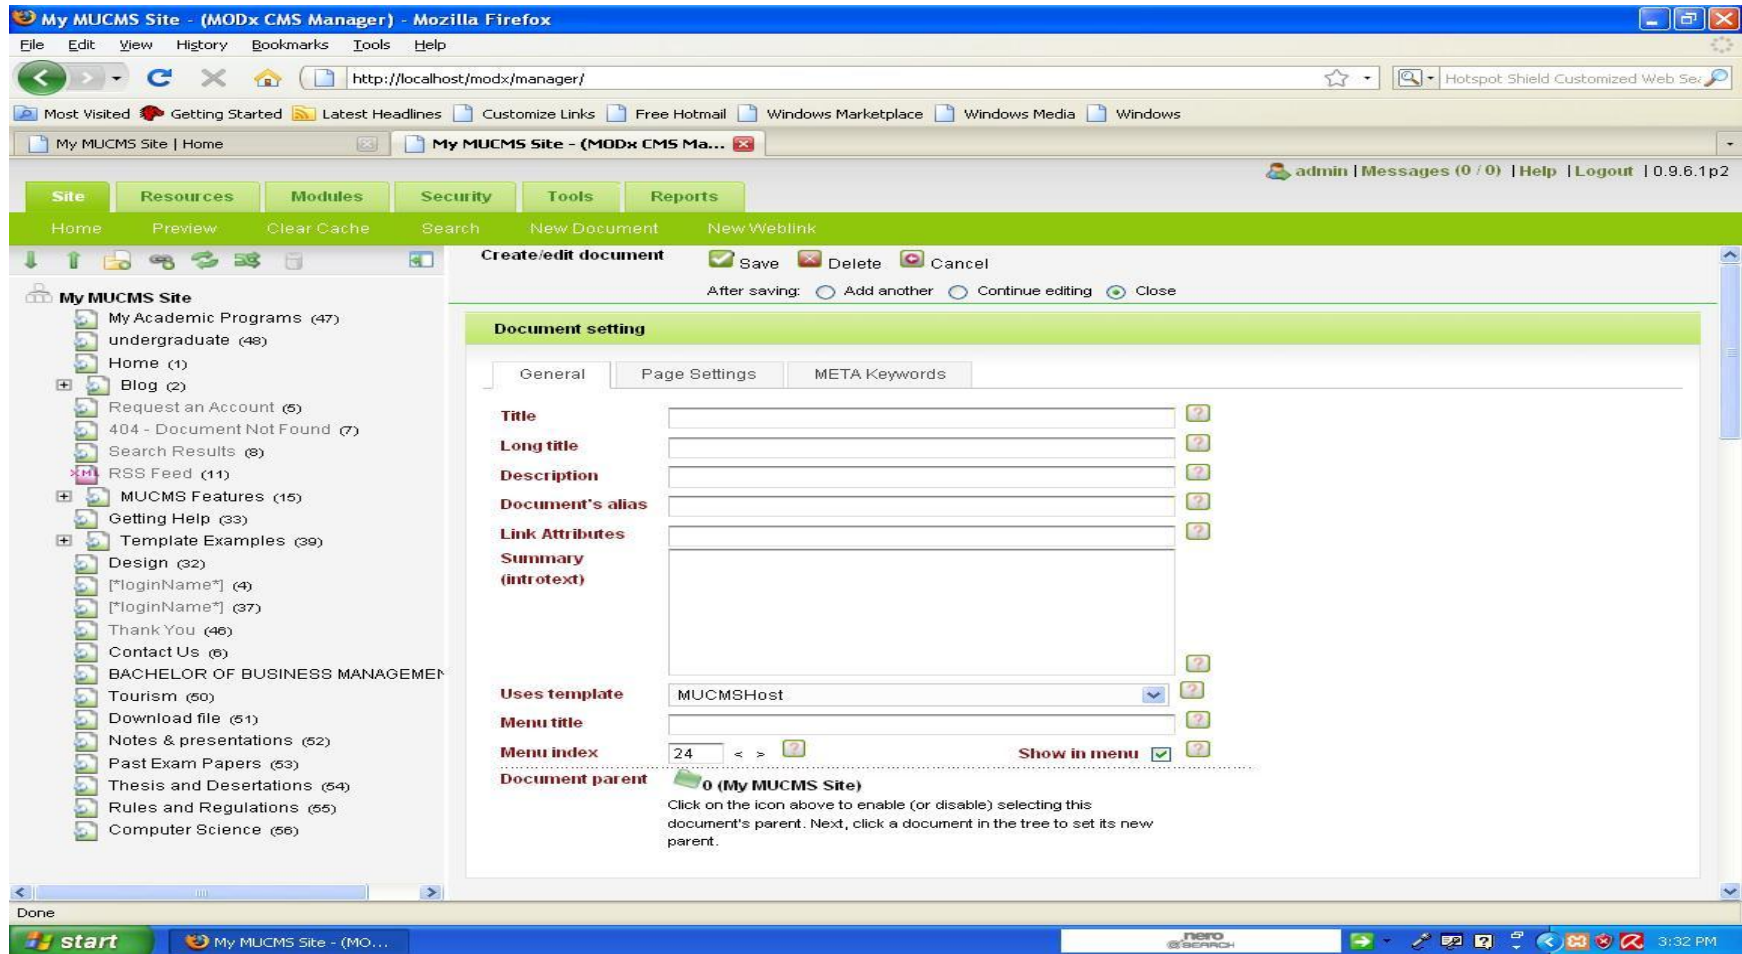 My MUCMS Site - (MODx CMS Manager) - Mozilla Firefox
File Edit View History Bookmarks Tools Help
http://localhost/modx/manager/
Hotspot Shield Customized Web Sea
Most Visited Getting Started Latest Headlines Customize Links Free Hotmail Windows Marketplace Windows Media Windows
My MUCMS Site | Home
My MUCMS Site - (MODx CMS Ma...
admin | Messages (0 / 0) | Help | Logout | 0.9.6.1p2
Site Resources Modules Security Tools Reports
Home Preview Clear Cache Search New Document New Weblink
Create/edit document Save Delete Cancel
After saving: Add another Continue editing Close
My MUCMS Site
My Academic Programs (47)
undergraduate (48)
Home (1)
Blog (2)
Request an Account (5)
404 - Document Not Found (7)
Search Results (8)
XML RSS Feed (11)
MUCMS Features (15)
Getting Help (33)
Template Examples (39)
Design (32)
[*loginName*] (4)
[*loginName*] (37)
Thank You (46)
Contact Us (6)
BACHELOR OF BUSINESS MANAGEMEN
Tourism (50)
Download file (51)
Notes & presentations (52)
Past Exam Papers (53)
Thesis and Desertations (54)
Rules and Regulations (55)
Computer Science (56)
Document setting
General Page Settings META Keywords
Title ?
Long title ?
Description ?
Document's alias ?
Link Attributes ?
Summary
(introtext) ?
Uses template MUCMSHost ?
Menu title ?
Menu index 24 < > ? Show in menu ?
Document parent 0 (My MUCMS Site)
Click on the icon above to enable (or disable) selecting this
document's parent. Next, click a document in the tree to set its new
parent.
Done
start My MUCMS Site - (MO... nero
SEARCH
3:32 PM